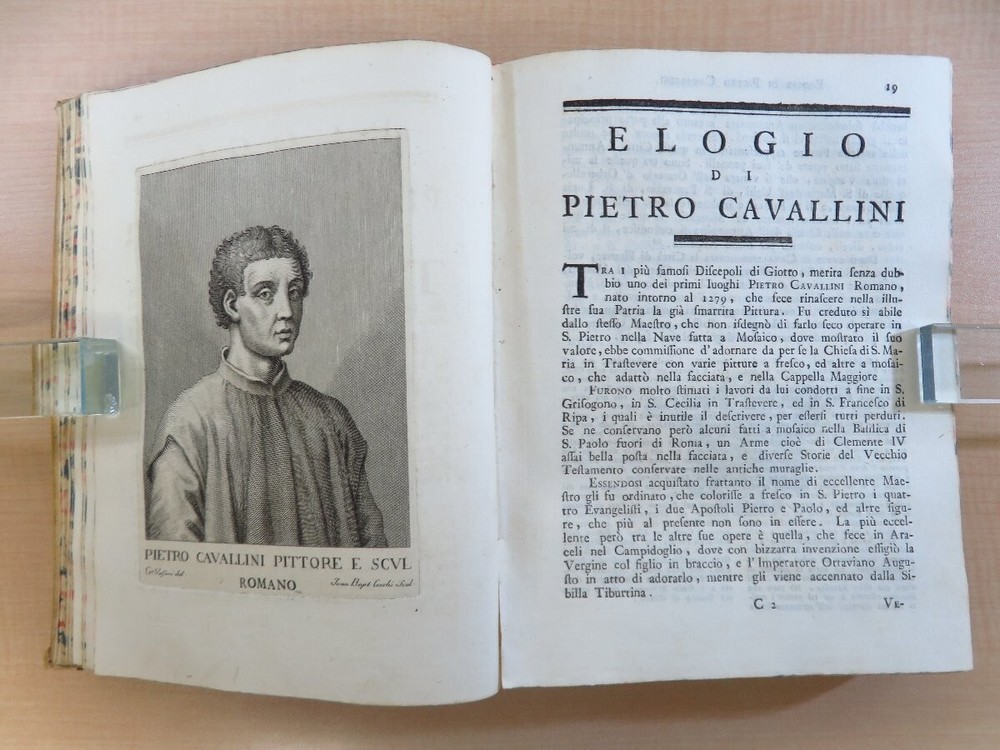 PIETRO CAVALLINI PITTORE E SCVL
ROMANO
del
Sculp
19
ELOGIO
DI
PIETRO CAVALLINI
TRA I più famosi Discepoli di Giotto, merita senza dub-
bio uno dei primi luoghi PIETRO CAVALLINI Romano,
nato intorno al 1279, che fece rinascere nella illu-
stre sua Patria la già smarrita Pittura. Fu creduto sì abile
dallo stesso Maestro, che non isdegnò di farlo seco operare in
S. Pietro nella Nave fatta a Mosaico, dove mostrato il suo
valore, ebbe commissione d'adornare da per se la Chiesa di S. Ma-
ria in Trastevere con varie pitture a fresco, ed altre a mosai-
co, che adattò nella facciata, e nella Cappella Maggiore
FURONO molto stimati i lavori da lui condotti a fine in S.
Grisogono, in S. Cecilia in Trastevere, ed in S. Francesco di
Ripa, i quali è inutile il descrivere, per essersi tutti perduti.
Se ne conservano però alcuni fatti a mosaico nella Basilica di
S. Paolo fuori di Roma, un Arme cioè di Clemente IV
assai bella posta nella facciata, e diverse Storie del Vecchio
Testamento conservate nelle antiche muraglie.
ESSENDOSI acquistato frattanto il nome di eccellente Mae-
stro gli fu ordinato, che colorisse a fresco in S. Pietro i quat-
tro Evangelisti, i due Apostoli Pietro e Paolo, ed altre figu-
re, che più al presente non sono in essere. La più eccel-
lente però tra le altre sue opere è quella, che fece in Ara-
celi nel Campidoglio, dove con bizzarra invenzione effigiò la
Vergine col figlio in braccio, e l'Imperatore Ottaviano Augu-
sto in atto di adorarlo, mentre gli viene accennato dalla Si-
billa Tiburtina.
C 2 VE-